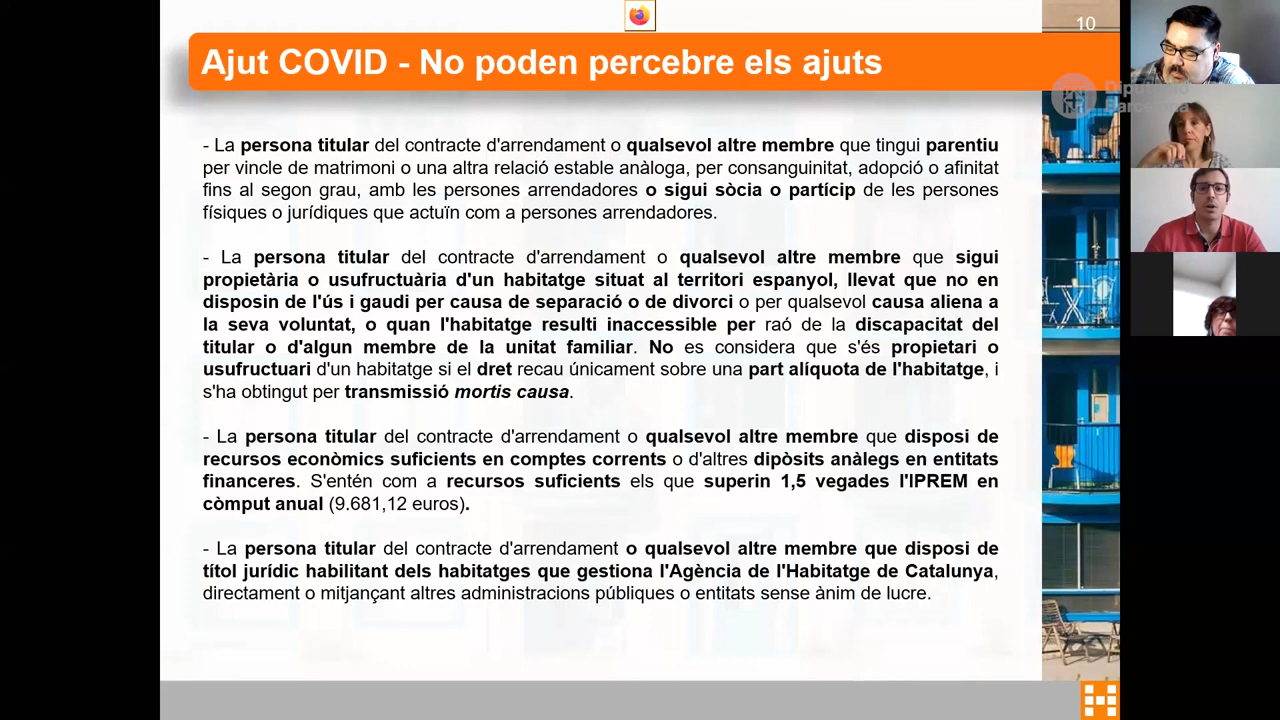 10
Ajut COVID - No poden percebre els ajuts
Diputació
Barcelona
- La persona titular del contracte d'arrendament o qualsevol altre membre que tingui parentiu
per vincle de matrimoni o una altra relació estable anàloga, per consanguinitat, adopció o afinitat
fins al segon grau, amb les persones arrendadores o sigui sòcia o partícip de les persones
físiques o jurídiques que actuïn com a persones arrendadores.
- La persona titular del contracte d'arrendament o qualsevol altre membre que sigui
propietària o usufructuària d'un habitatge situat al territori espanyol, llevat que no en
disposin de l'ús i gaudi per causa de separació o de divorci o per qualsevol causa aliena a
la seva voluntat, o quan l'habitatge resulti inaccessible per raó de la discapacitat del
titular o d'algun membre de la unitat familiar. No es considera que s'és propietari o
usufructuari d'un habitatge si el dret recau únicament sobre una part alíquota de l'habitatge, i
s'ha obtingut per transmissió mortis causa.
- La persona titular del contracte d'arrendament o qualsevol altre membre que disposi de
recursos econòmics suficients en comptes corrents o d'altres dipòsits anàlegs en entitats
financeres. S'entén com a recursos suficients els que superin 1,5 vegades l'IPREM en
còmput anual (9.681,12 euros).
- La persona titular del contracte d'arrendament o qualsevol altre membre que disposi de
títol jurídic habilitant dels habitatges que gestiona l'Agència de l'Habitatge de Catalunya,
directament o mitjançant altres administracions públiques o entitats sense ànim de lucre.